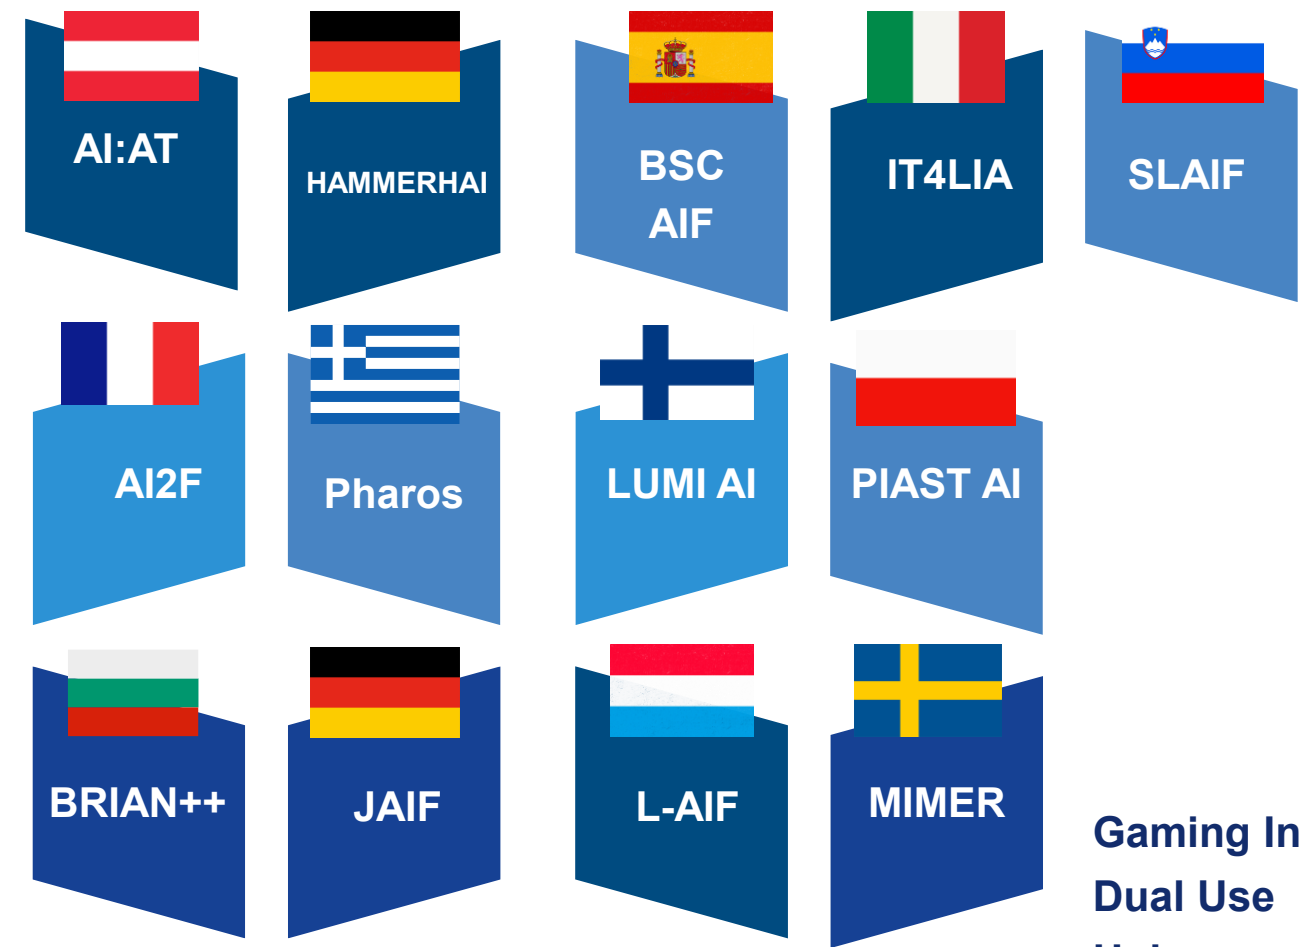 AI:AT
HAMMERHAI
BSC
AIF
IT4LIA
SLAIF
AI2F
Pharos
LUMI AI
PIAST AI
BRIAN++
JAIF
L-AIF
MIMER
Gaming In
Dual Use